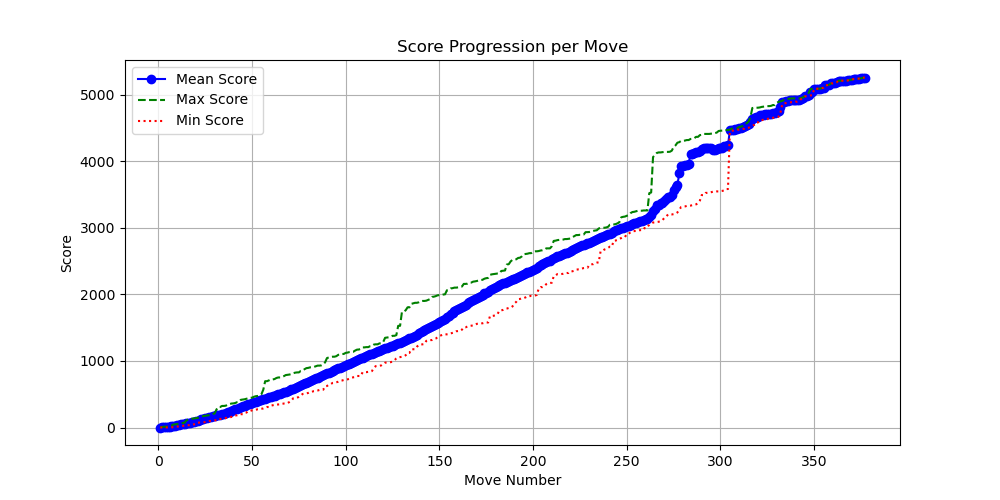 Score Progression per Move
Mean Score
Max Score
Min Score
Score
5000
4000
3000
2000
1000
0
0 50 100 150 200 250 300 350
Move Number